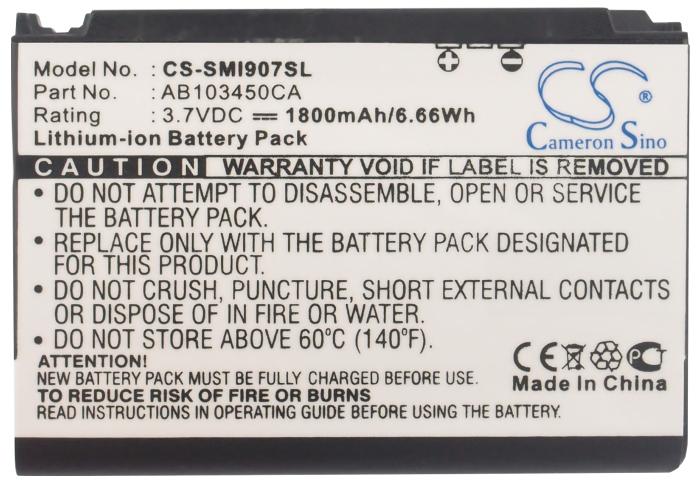 Model No. : CS-SMI907SL
Part No. : AB103450CA
Rating : 3.7VDC ⎓ 1800mAh/6.66Wh
Lithium-ion Battery Pack
⊕ ⊖
CS ®
Cameron Sino
CAUTION WARRANTY VOID IF LABEL IS REMOVED
• DO NOT ATTEMPT TO DISASSEMBLE, OPEN OR SERVICE
THE BATTERY PACK.
• REPLACE ONLY WITH THE BATTERY PACK DESIGNATED
FOR THIS PRODUCT.
• DO NOT CRUSH, PUNCTURE, SHORT EXTERNAL CONTACTS
OR DISPOSE OF IN FIRE OR WATER.
• DO NOT STORE ABOVE 60°C (140°F).
ATTENTION!
NEW BATTERY PACK MUST BE FULLY CHARGED BEFORE USE
TO REDUCE RISK OF FIRE OR BURNS
READ INSTRUCTIONS IN OPERATING GUIDE BEFORE USING PRODUCT
CE
Made In China